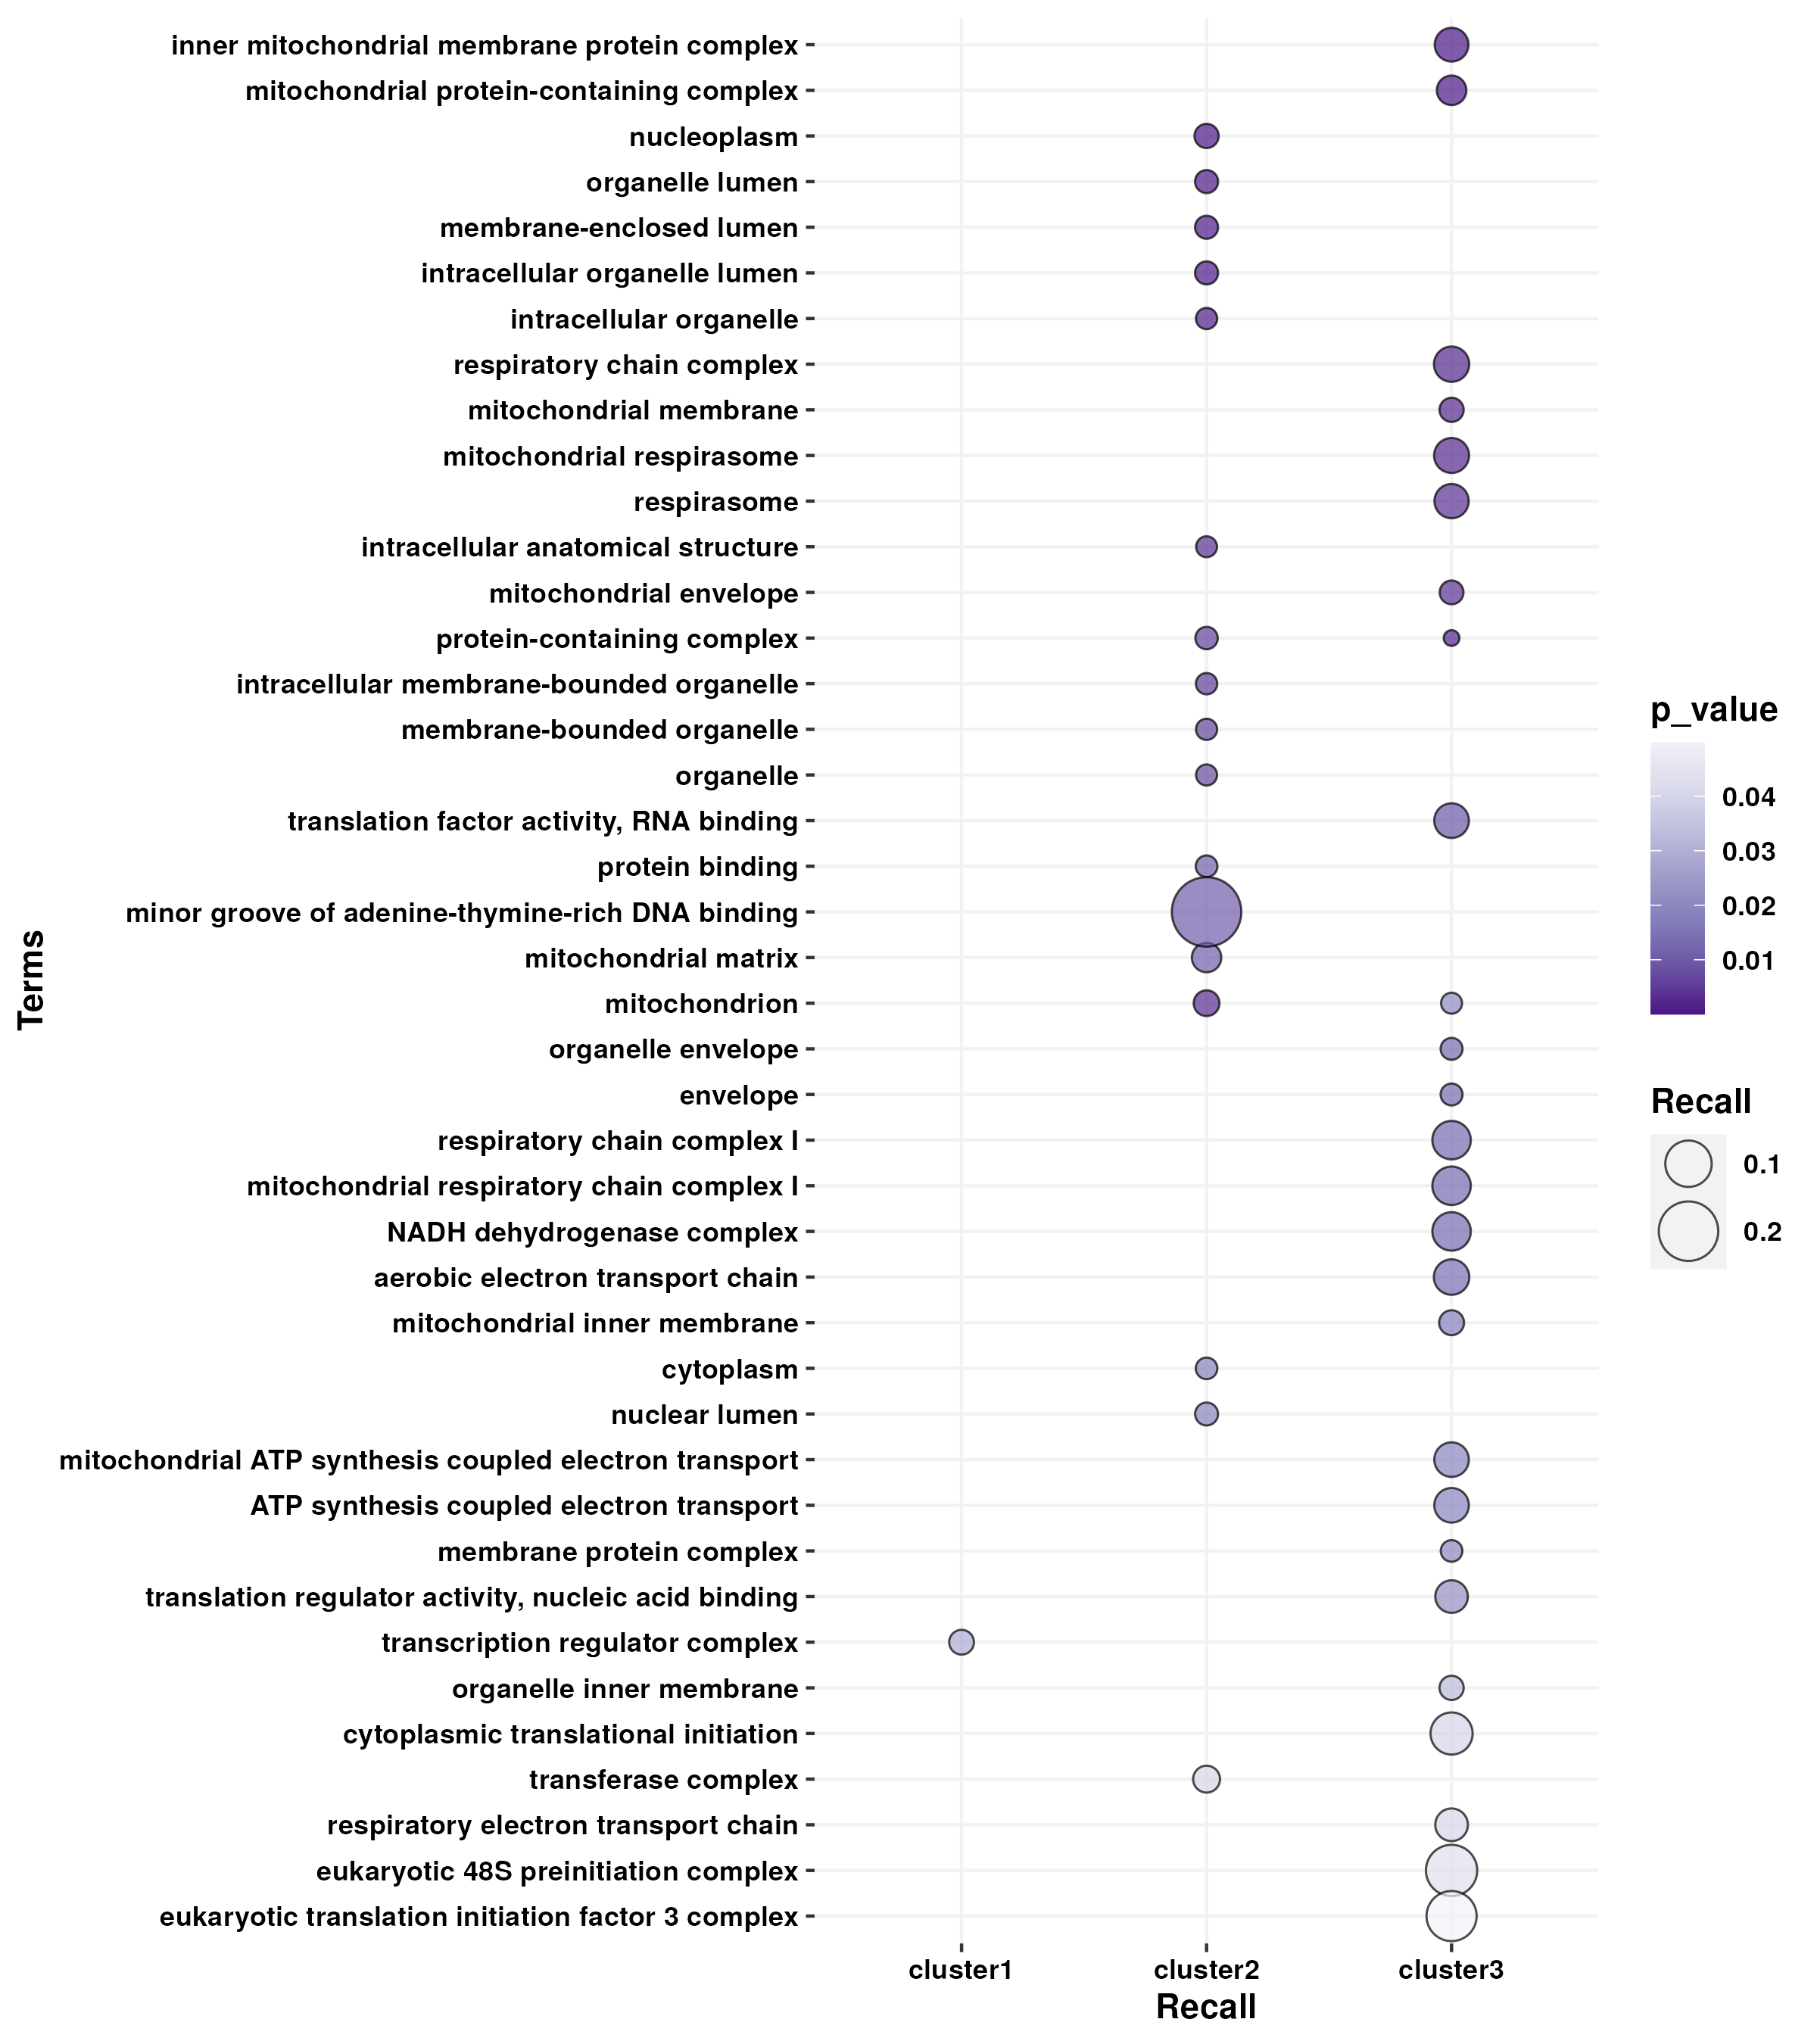 inner mitochondrial membrane protein complex
mitochondrial protein-containing complex
nucleoplasm
organelle lumen
membrane-enclosed lumen
intracellular organelle lumen
intracellular organelle
respiratory chain complex
mitochondrial membrane
mitochondrial respirasome
respirasome
intracellular anatomical structure
mitochondrial envelope
protein-containing complex
intracellular membrane-bounded organelle
membrane-bounded organelle
organelle
translation factor activity, RNA binding
protein binding
minor groove of adenine-thymine-rich DNA binding
mitochondrial matrix
mitochondrion
organelle envelope
envelope
respiratory chain complex I
mitochondrial respiratory chain complex I
NADH dehydrogenase complex
aerobic electron transport chain
mitochondrial inner membrane
cytoplasm
nuclear lumen
mitochondrial ATP synthesis coupled electron transport
ATP synthesis coupled electron transport
membrane protein complex
translation regulator activity, nucleic acid binding
transcription regulator complex
organelle inner membrane
cytoplasmic translational initiation
transferase complex
respiratory electron transport chain
eukaryotic 48S preinitiation complex
eukaryotic translation initiation factor 3 complex
Terms
cluster1 cluster2 cluster3
Recall
p_value
0.04
0.03
0.02
0.01
Recall
0.1
0.2